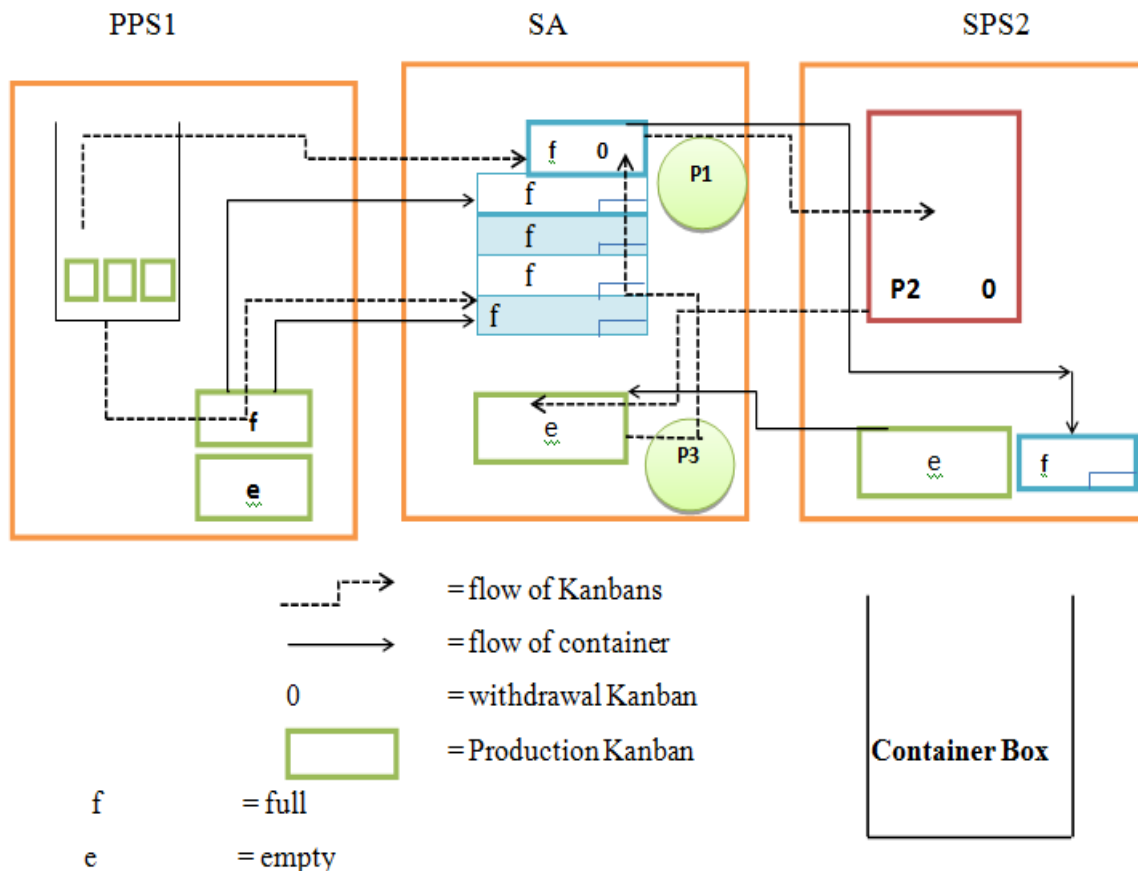 PPS1 SA SPS2
f 0
P1
f
f
f
f
P2 0
f
e
e
P3
e
f
= flow of Kanbans
= flow of container
0 = withdrawal Kanban
= Production Kanban
Container Box
f = full
e = empty